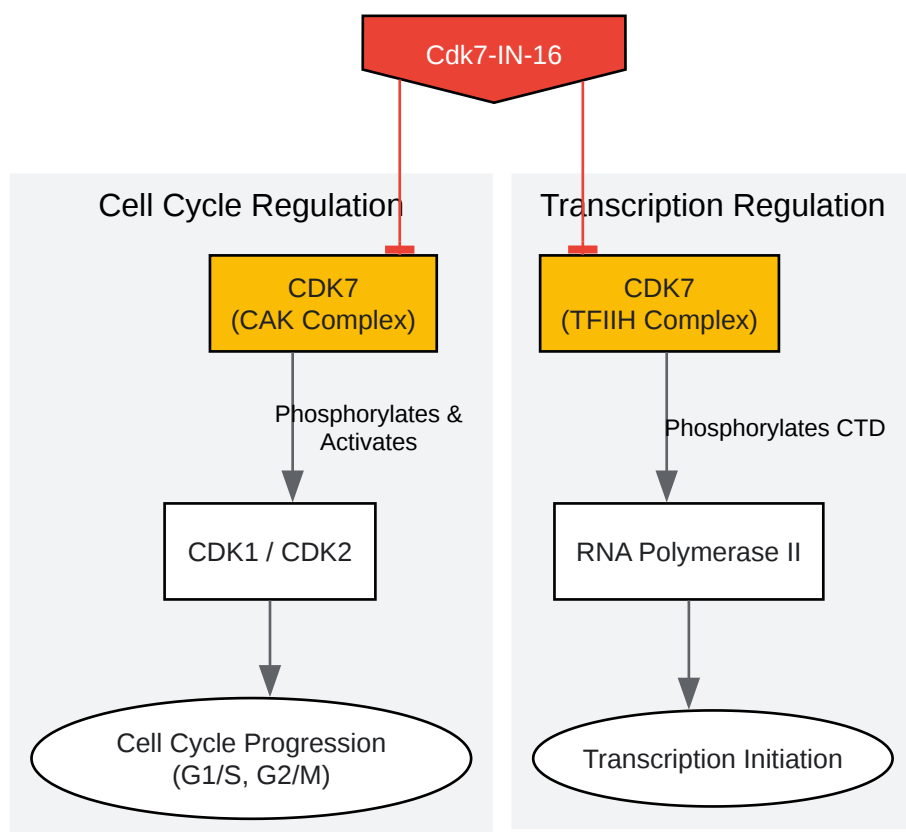 Cdk7-IN-16
Cell Cycle Regulation
CDK7
(CAK Complex)
Phosphorylates &
Activates
CDK1 / CDK2
Cell Cycle Progression
(G1/S, G2/M)
Transcription Regulation
CDK7
(TFIIH Complex)
Phosphorylates CTD
RNA Polymerase II
Transcription Initiation